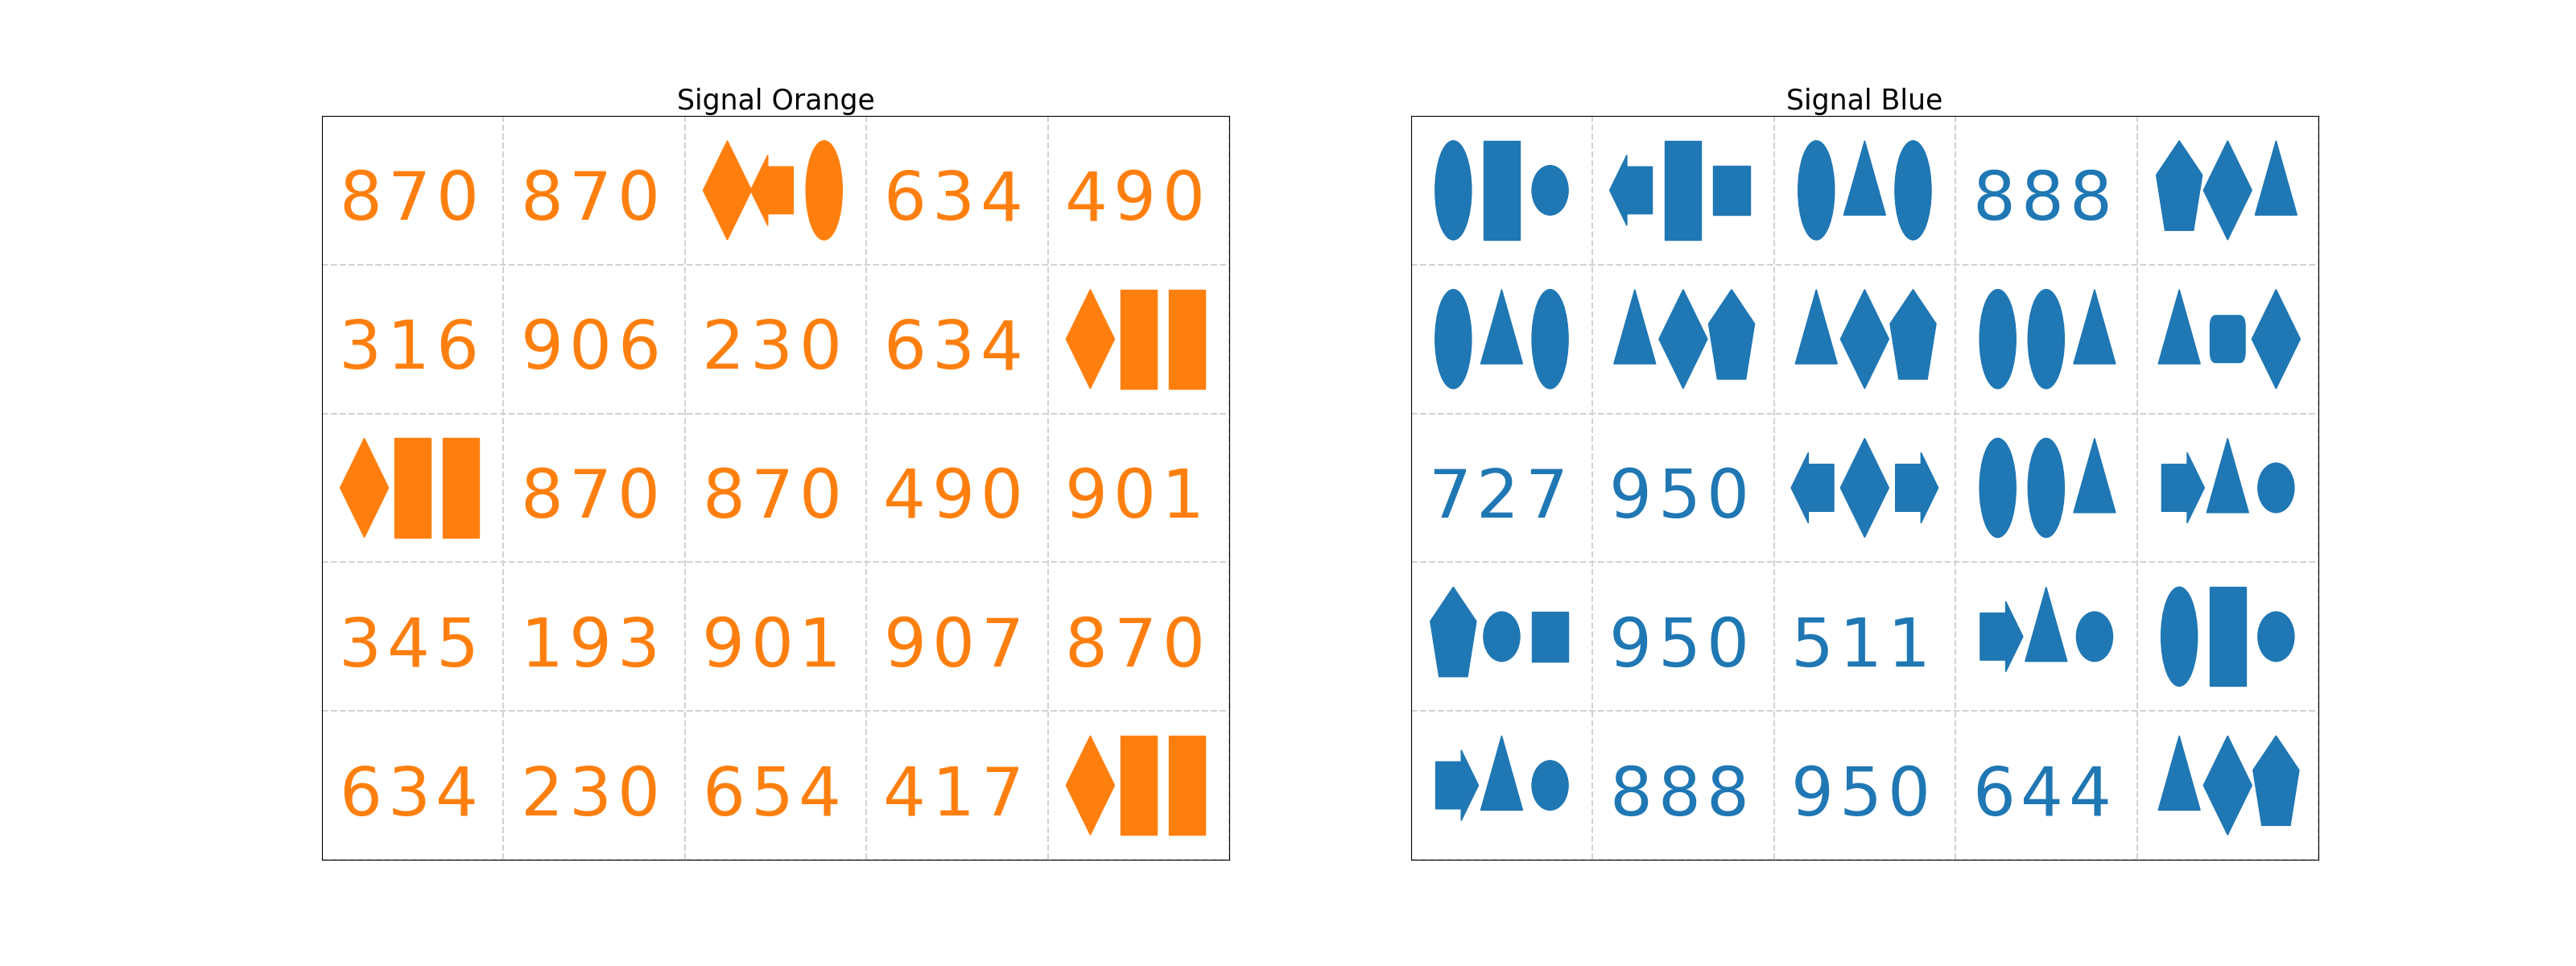 Signal Orange
870 870 634 490
316 906 230 634
870 870 490 901
345 193 901 907 870
634 230 654 417
Signal Blue
888
727 950
950 511
888 950 644